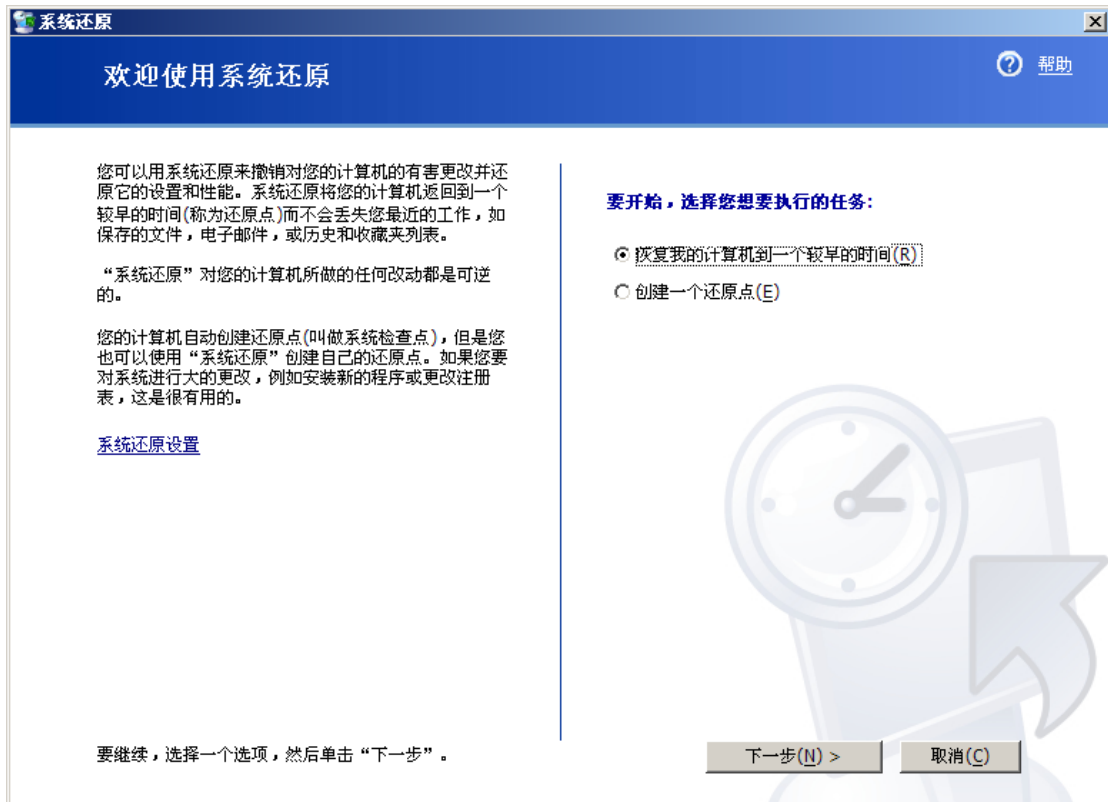 系统还原
欢迎使用系统还原
帮助
您可以用系统还原来撤销对您的计算机的有害更改并还
原它的设置和性能。系统还原将您的计算机返回到一个
较早的时间(称为还原点)而不会丢失您最近的工作，如
保存的文件，电子邮件，或历史和收藏夹列表。
“系统还原”对您的计算机所做的任何改动都是可逆
的。
您的计算机自动创建还原点(叫做系统检查点)，但是您
也可以使用“系统还原”创建自己的还原点。如果您要
对系统进行大的更改，例如安装新的程序或更改注册
表，这是很有用的。
系统还原设置
要开始，选择您想要执行的任务：
恢复我的计算机到一个较早的时间(R)
创建一个还原点(E)
要继续，选择一个选项，然后单击“下一步”。
下一步(N) >
取消(C)